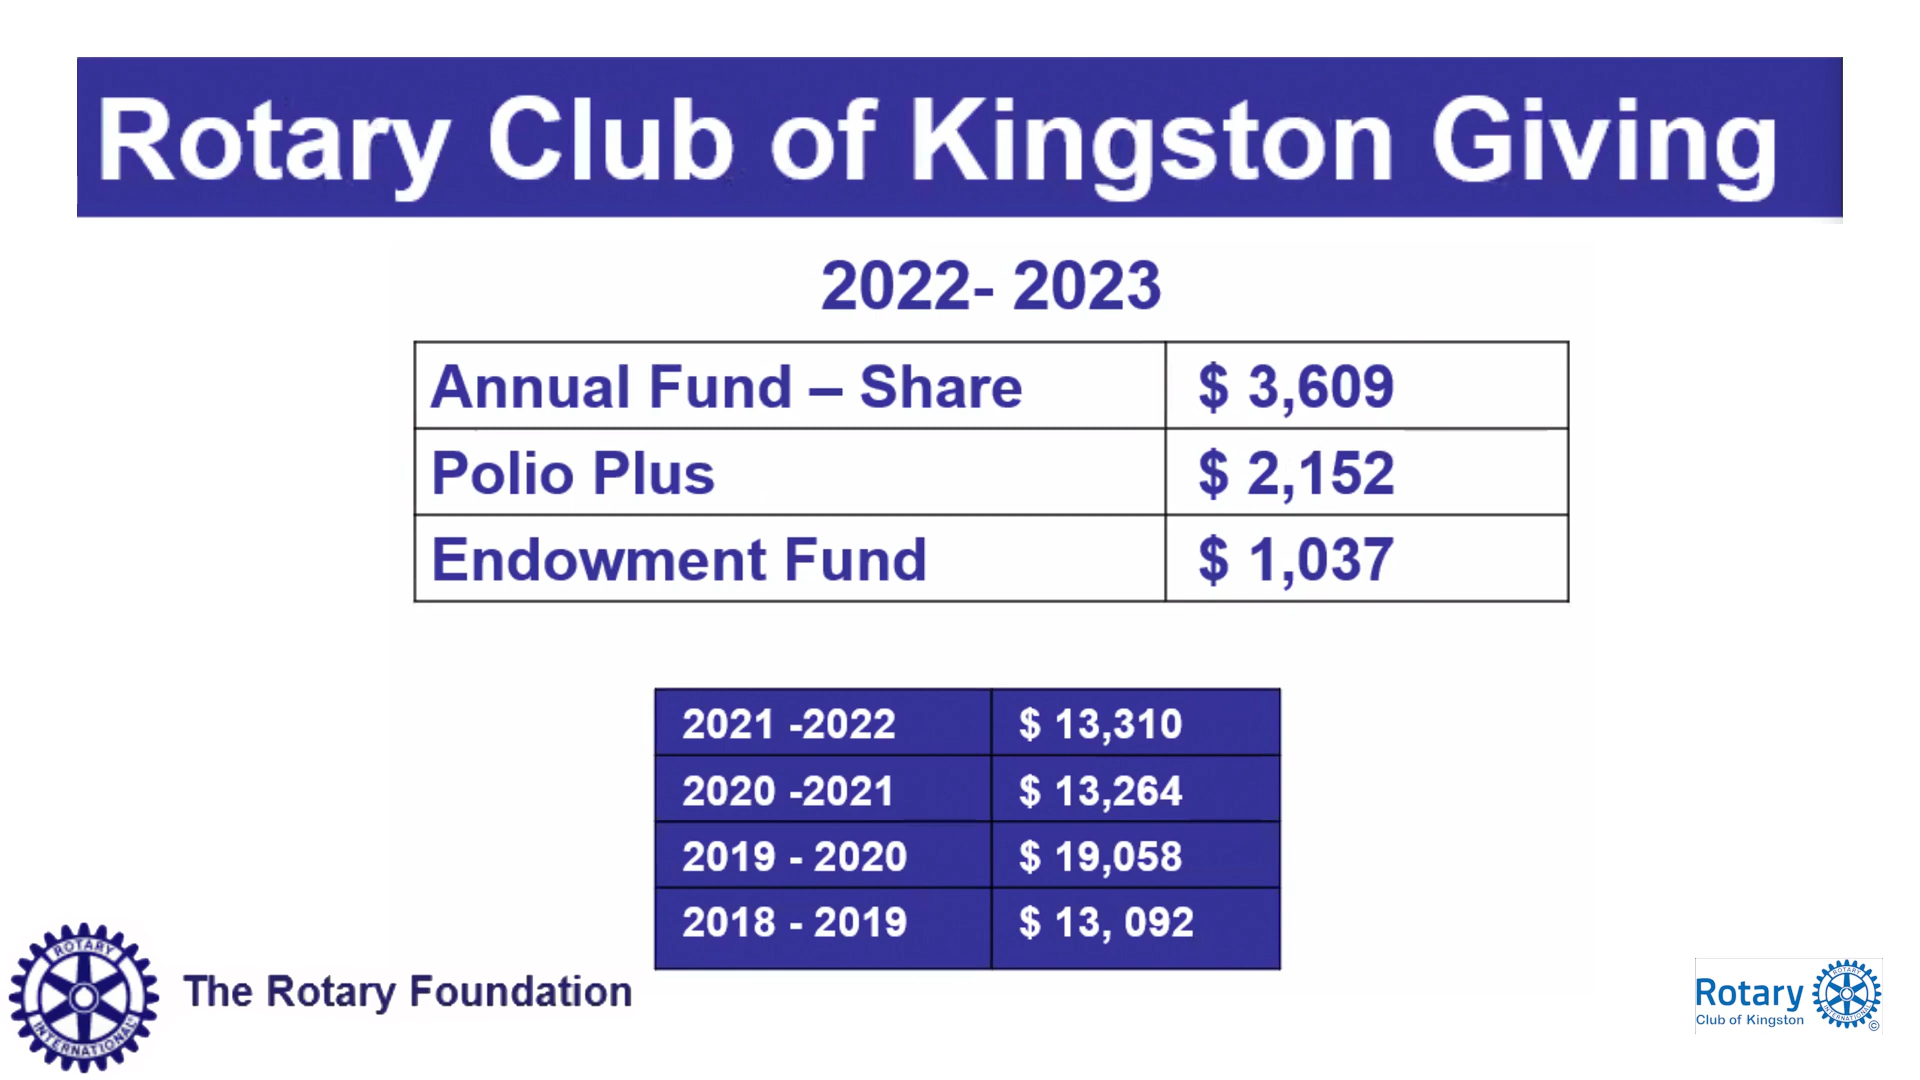 Rotary Club of Kingston Giving
2022- 2023
Annual Fund – Share $ 3,609
Polio Plus $ 2,152
Endowment Fund $ 1,037
2021 -2022 $ 13,310
2020 -2021 $ 13,264
2019 - 2020 $ 19,058
2018 - 2019 $ 13, 092
ROTARY
INTERNATIONAL
The Rotary Foundation
Rotary
Club of Kingston
ROTARY
INTERNATIONAL
©